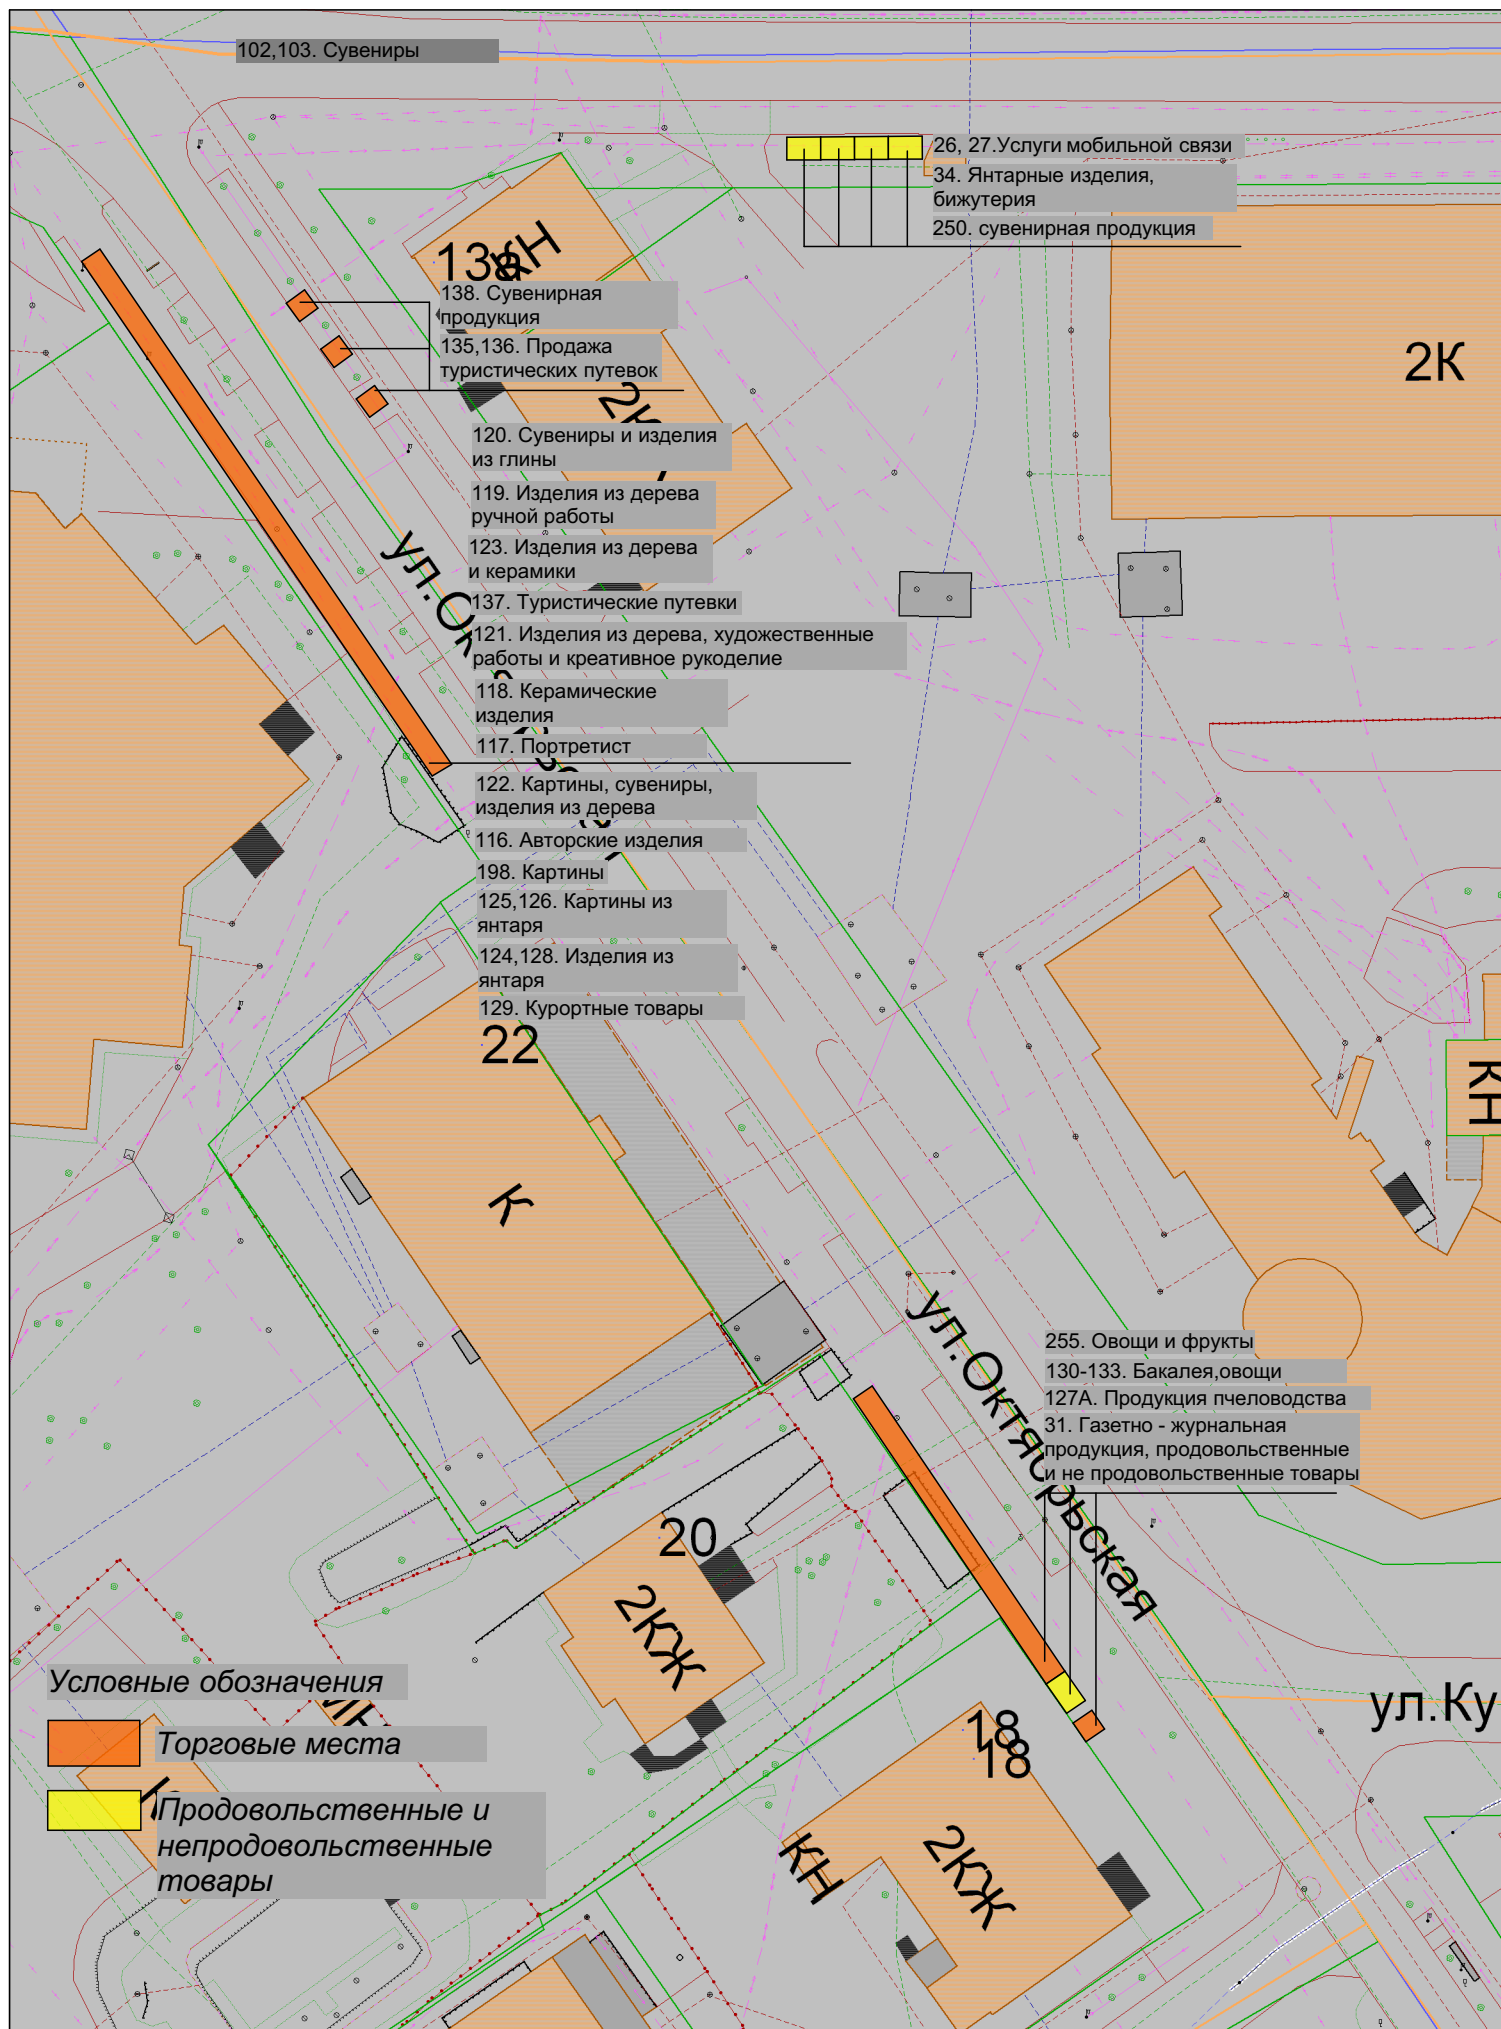 102,103. Сувениры
26, 27.Услуги мобильной связи
34. Янтарные изделия,
бижутерия
250. сувенирная продукция
КН
138. Сувенирная
продукция
135,136. Продажа
туристических путевок
2К
120. Сувениры и изделия
из глины
119. Изделия из дерева
ручной работы
123. Изделия из дерева
и керамики
137. Туристические путевки
121. Изделия из дерева, художественные
работы и креативное рукоделие
118. Керамические
изделия
117. Портретист
122. Картины, сувениры,
изделия из дерева
116. Авторские изделия
198. Картины
125,126. Картины из
янтаря
124,128. Изделия из
янтаря
129. Курортные товары
22
КН
К
ул.Октябрьская
255. Овощи и фрукты
130-133. Бакалея,овощи
127А. Продукция пчеловодства
31. Газетно - журнальная
продукция, продовольственные
и не продовольственные товары
20
2КЖ
18
18
ул.Ку
КН
2КЖ
Условные обозначения
Торговые места
Продовольственные и
непродовольственные
товары